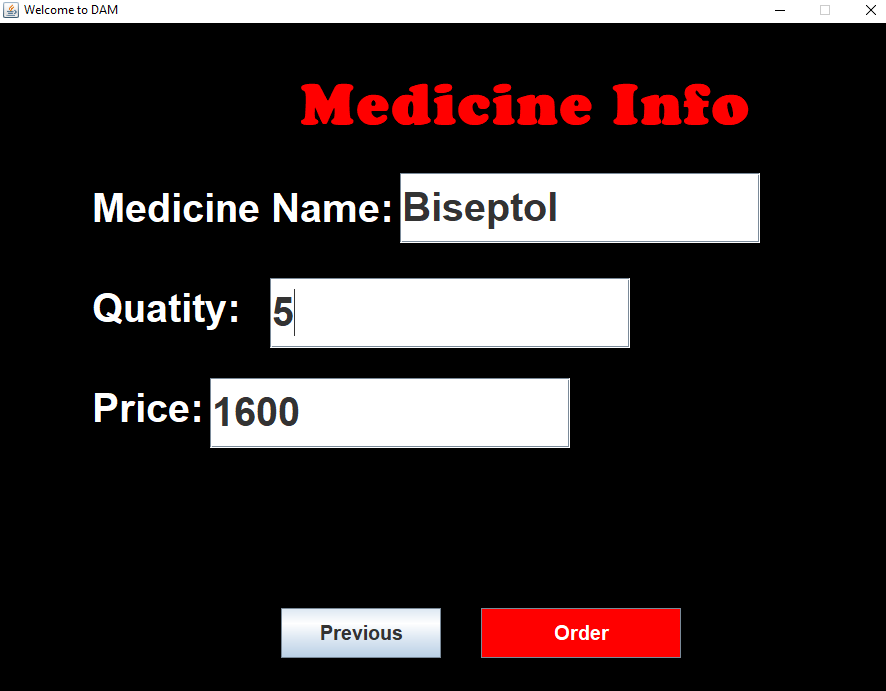 Welcome to DAM
Medicine Info
Medicine Name: Biseptol
Quatity: 5
Price: 1600
Previous Order